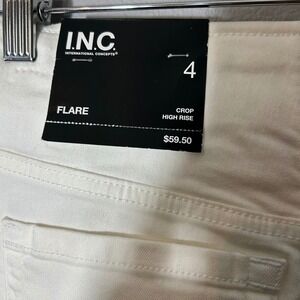 I.N.C.
INTERNATIONAL CONCEPTS®
4
FLARE
CROP
HIGH RISE
$59.50